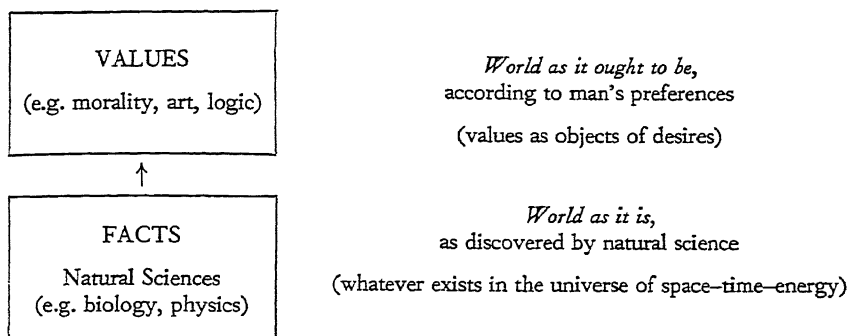 VALUES
(e.g. morality, art, logic)
World as it ought to be,
according to man's preferences
(values as objects of desires)
↑
FACTS
Natural Sciences
(e.g. biology, physics)
World as it is,
as discovered by natural science
(whatever exists in the universe of space–time–energy)